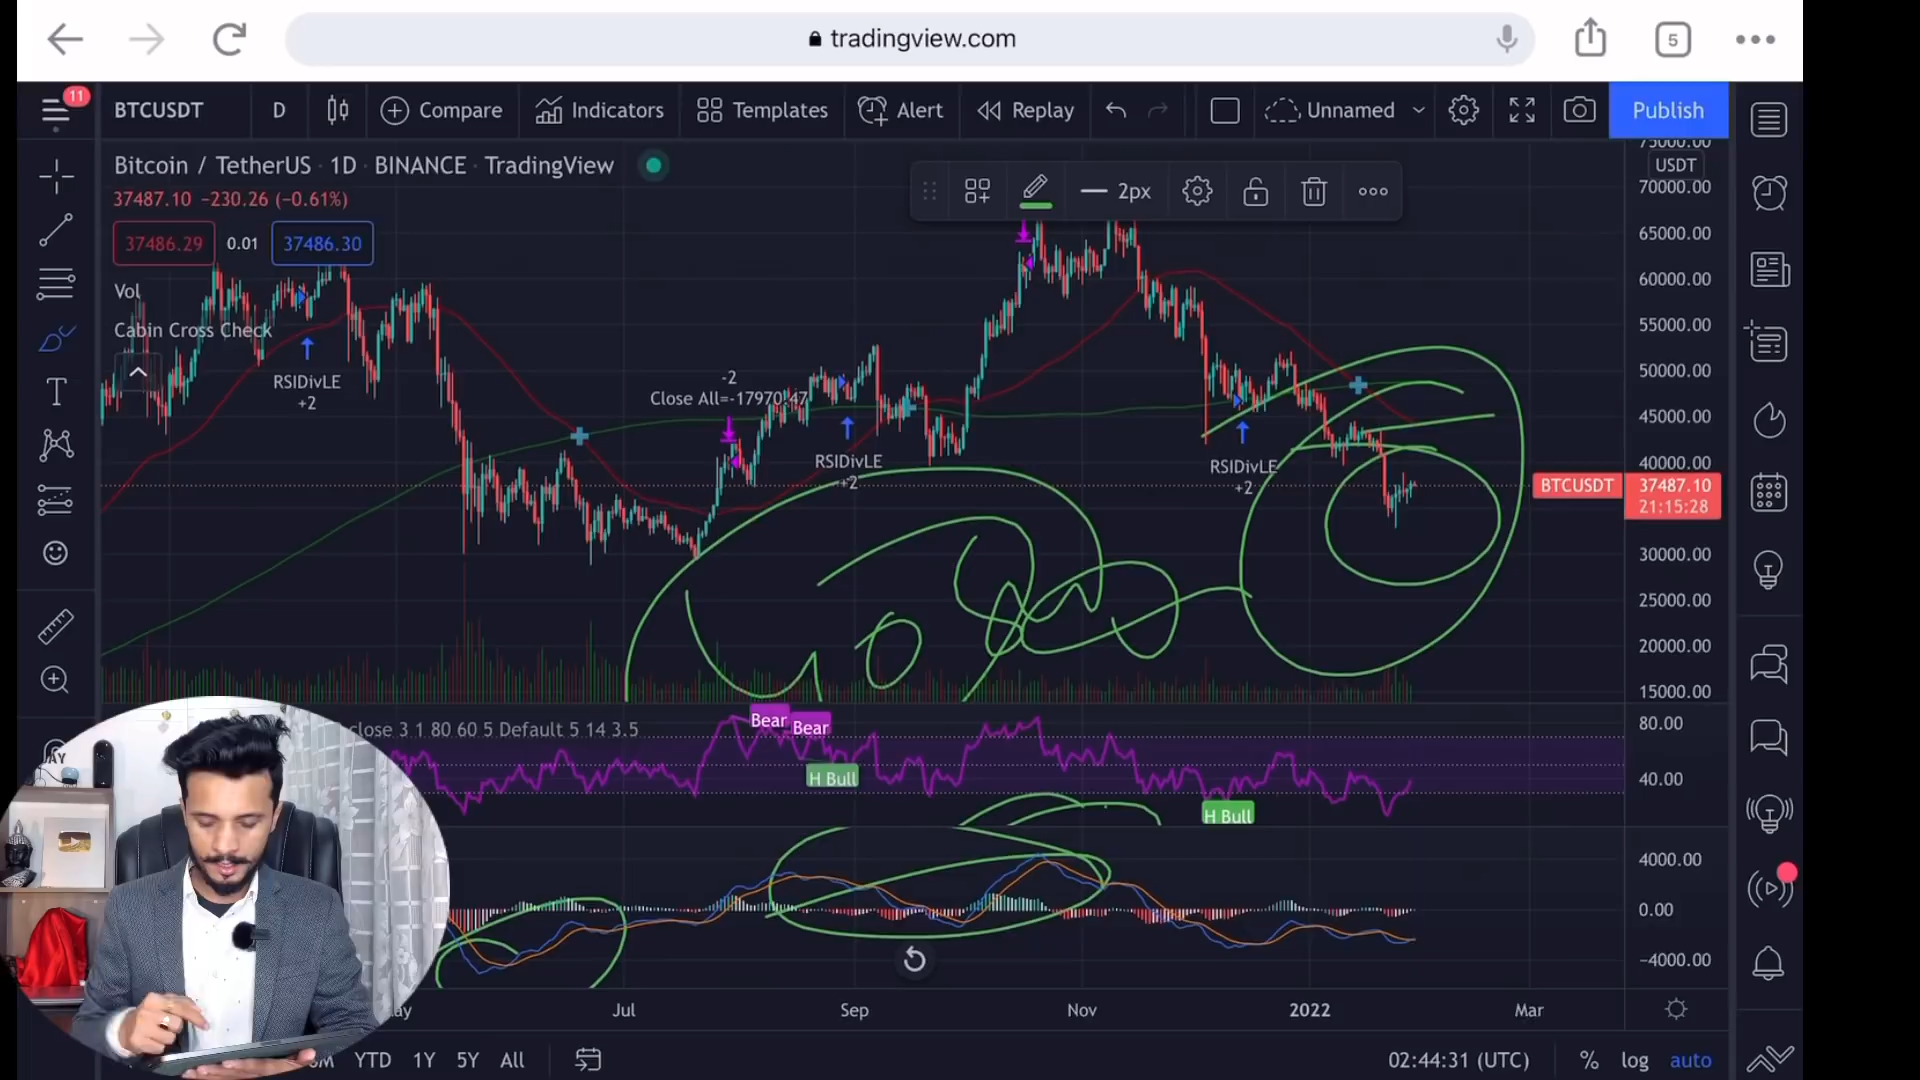 tradingview.com
5
11
BTCUSDT D Compare Indicators Templates Alert Replay Unnamed Publish
Bitcoin / TetherUS · 1D · BINANCE · TradingView
37487.10 −230.26 (−0.61%)
37486.29 0.01 37486.30
Vol
Cabin Cross Check
2px
USDT
75000.00
70000.00
65000.00
60000.00
55000.00
50000.00
45000.00
40000.00
BTCUSDT 37487.10
21:15:28
30000.00
25000.00
20000.00
15000.00
RSIDivLE
+2
-2
Close All=-17970.47
RSIDivLE
+2
RSIDivLE
+2
close 3 1 80 60 5 Default 5 14 3.5
Bear
Bear
H Bull
H Bull
80.00
40.00
4000.00
0.00
−4000.00
Jul Sep Nov 2022 Mar
YTD 1Y 5Y All
02:44:31 (UTC) % log auto